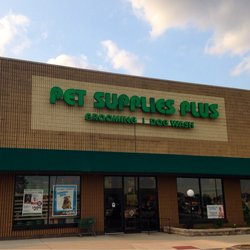 PET SUPPLIES PLUS
GROOMING | DOG WASH